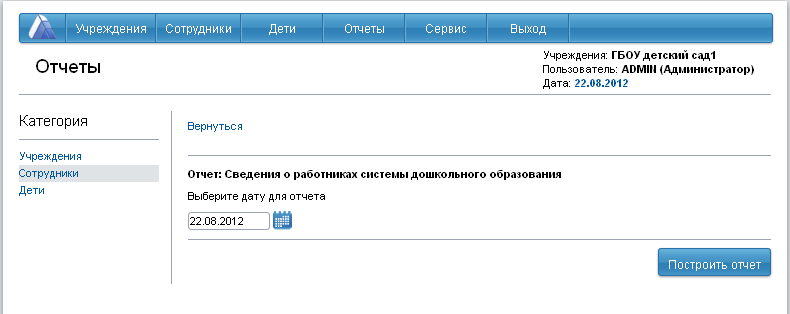 Учреждения Сотрудники Дети Отчеты Сервис Выход
Отчеты
Учреждения: ГБОУ детский сад1
Пользователь: ADMIN (Администратор)
Дата: 22.08.2012
Категория
Учреждения
Сотрудники
Дети
Вернуться
Отчет: Сведения о работниках системы дошкольного образования
Выберите дату для отчета
22.08.2012
Построить отчет